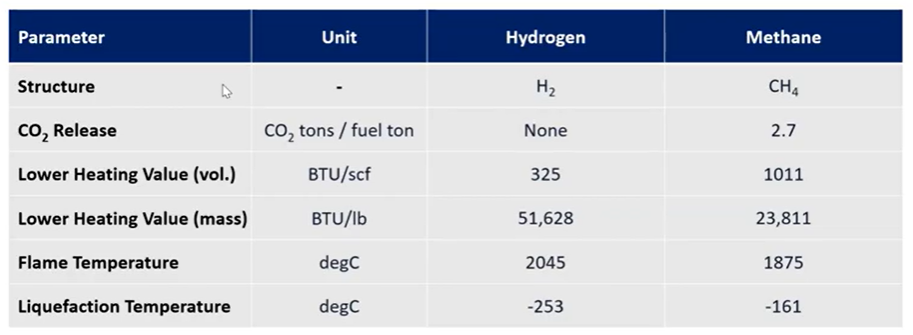 Parameter Unit Hydrogen Methane
Structure - H₂ CH₄
CO₂ Release CO₂ tons / fuel ton None 2.7
Lower Heating Value (vol.) BTU/scf 325 1011
Lower Heating Value (mass) BTU/lb 51,628 23,811
Flame Temperature degC 2045 1875
Liquefaction Temperature degC -253 -161